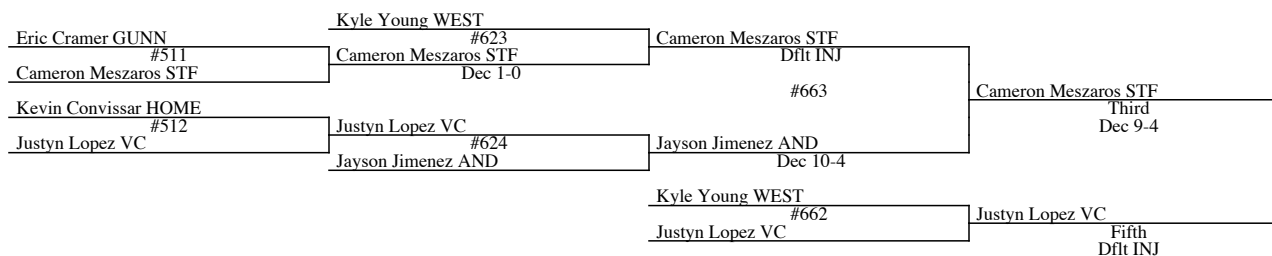 Kyle Young WEST
Eric Cramer GUNN
#623
Cameron Meszaros STF
#511
Cameron Meszaros STF
Dflt INJ
Cameron Meszaros STF
Dec 1-0
#663
Cameron Meszaros STF
Kevin Convissar HOME
Third
#512
Justyn Lopez VC
Dec 9-4
Justyn Lopez VC
#624
Jayson Jimenez AND
Jayson Jimenez AND
Dec 10-4
Kyle Young WEST
#662
Justyn Lopez VC
Justyn Lopez VC
Fifth
Dflt INJ